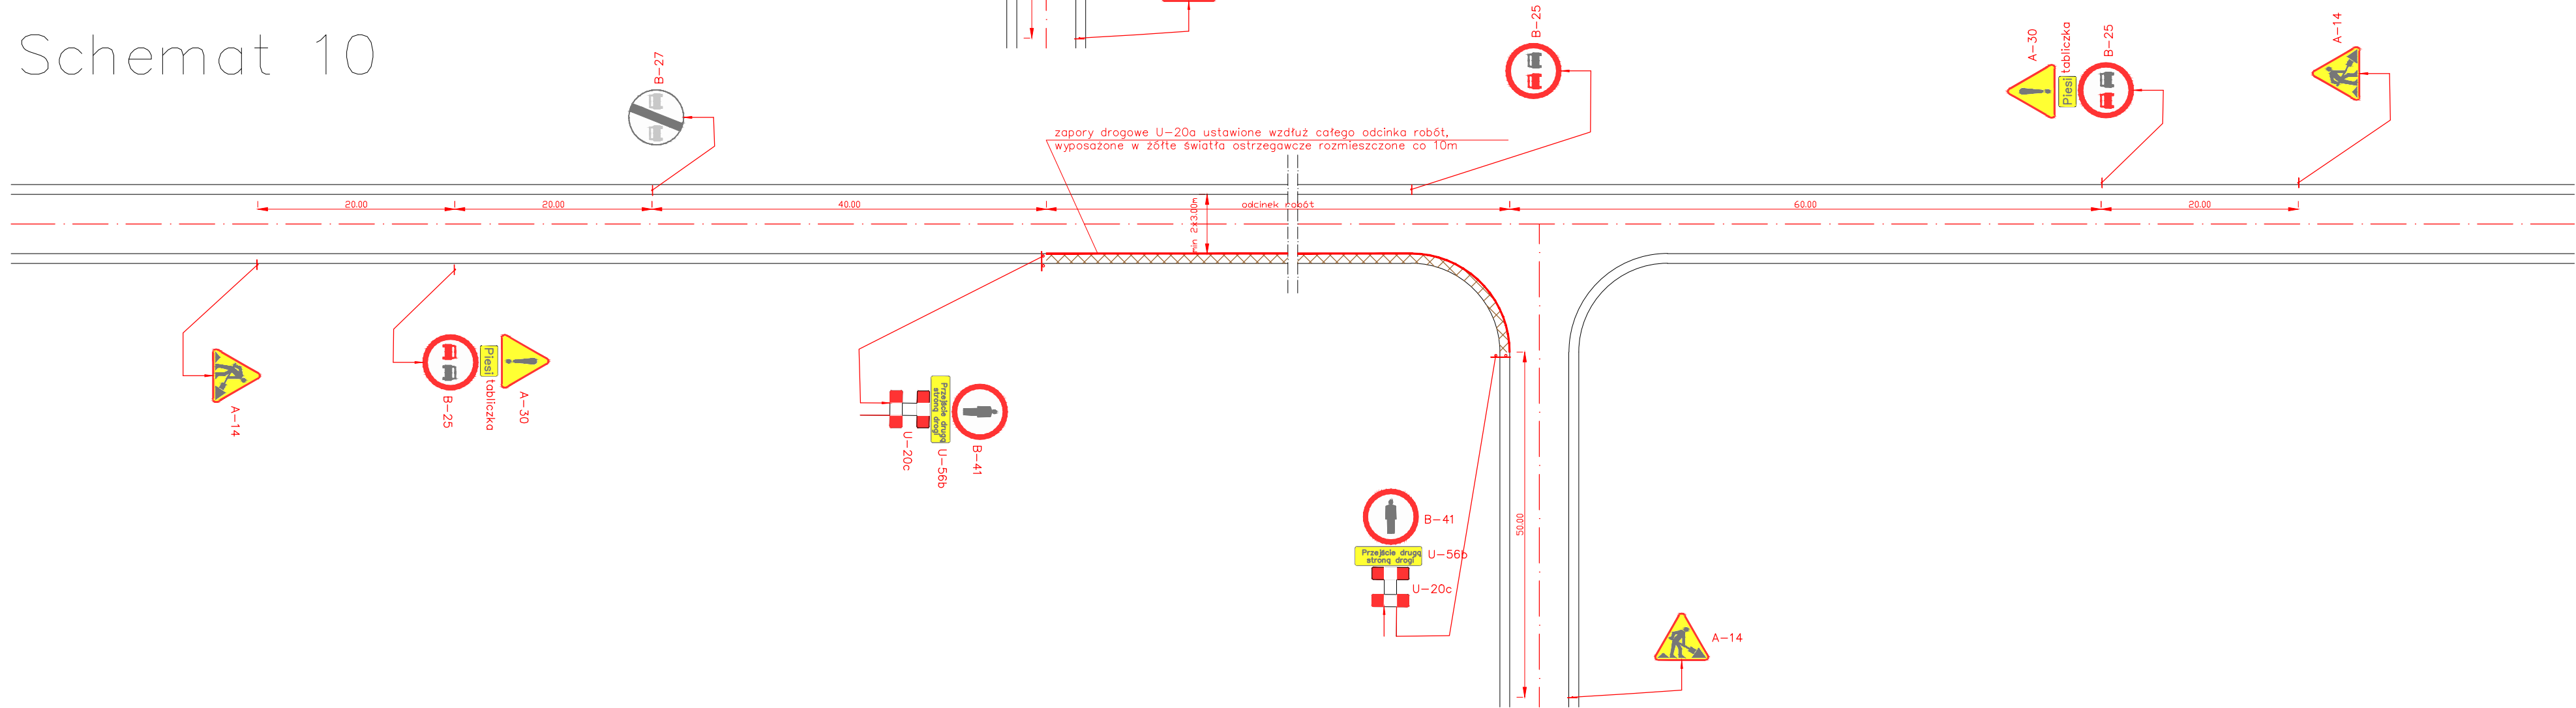 Schemat 10
B-27
B-25
A-30
Piesi
tabliczka
B-25
A-14
zapory drogowe U-20a ustawione wzdłuż całego odcinka robót,
wyposażone w żółte światła ostrzegawcze rozmieszczone co 10m
20.00
20.00
40.00
min 2x3.00m
odcinek robót
60.00
20.00
A-14
B-25
Piesi
tabliczka
A-30
U-20c
Przejście drugą
stroną drogi
U-56b
B-41
B-41
Przejście drugą
stroną drogi
U-56b
U-20c
50.00
A-14